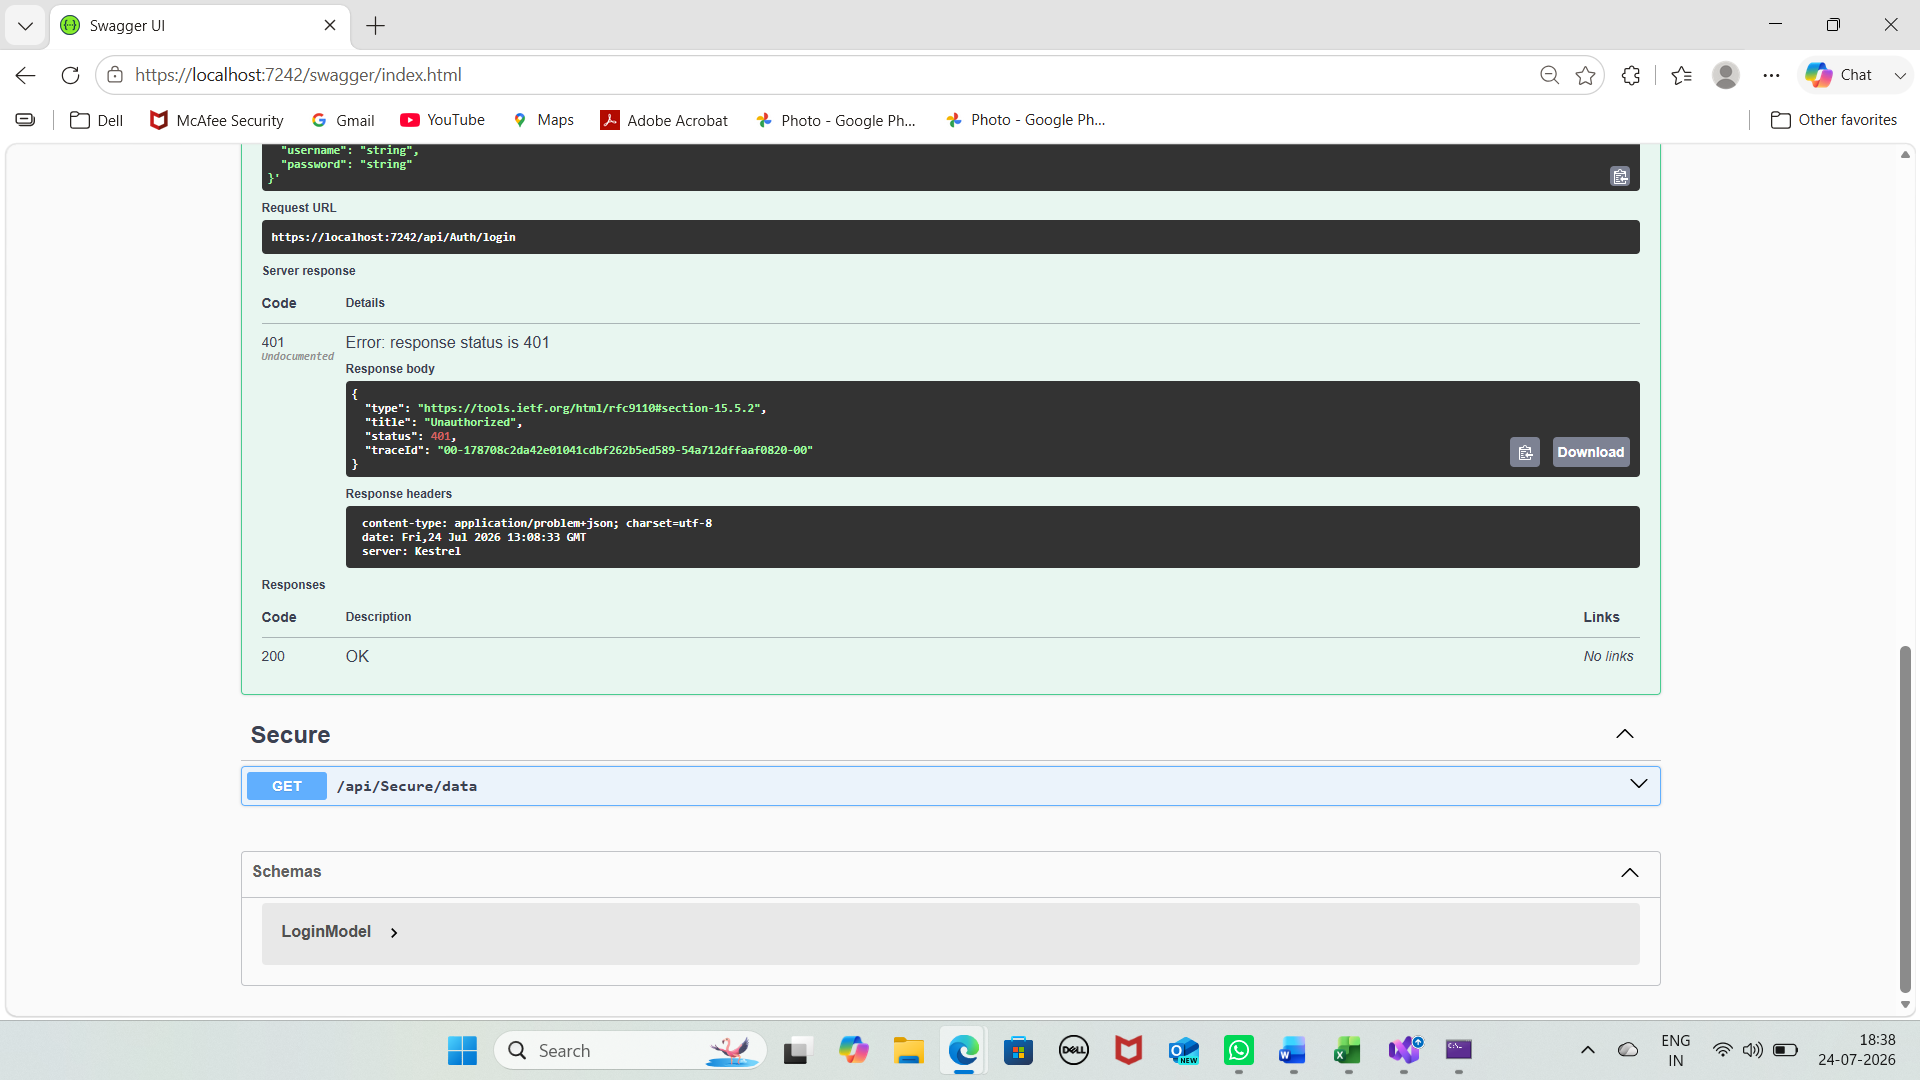 Swagger UI
https://localhost:7242/swagger/index.html
Chat
Dell
McAfee Security
Gmail
YouTube
Maps
Adobe Acrobat
Photo - Google Ph...
Photo - Google Ph...
Other favorites
"username": "string",
"password": "string"
}'
Request URL
https://localhost:7242/api/Auth/login
Server response
Code Details
401 Error: response status is 401
Undocumented
Response body
{
"type": "https://tools.ietf.org/html/rfc9110#section-15.5.2",
"title": "Unauthorized",
"status": 401,
"traceId": "00-178708c2da42e01041cdbf262b5ed589-54a712dffaaf0820-00"
}
Download
Response headers
content-type: application/problem+json; charset=utf-8
date: Fri,24 Jul 2026 13:08:33 GMT
server: Kestrel
Responses
Code Description Links
200 OK No links
Secure
GET /api/Secure/data
Schemas
LoginModel
Search
DELL
NEW
ENG
IN
18:38
24-07-2026